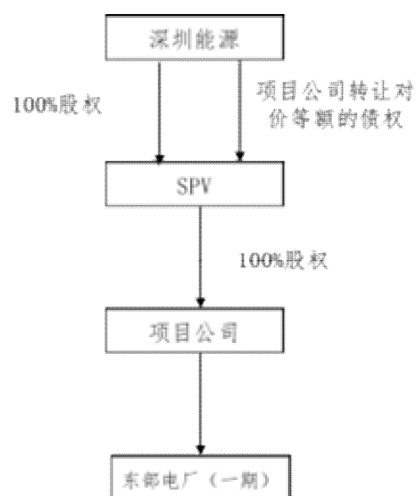 深圳能源
100%股权
项目公司转让对
价等额的债权
SPV
100%股权
项目公司
东部电厂（一期）